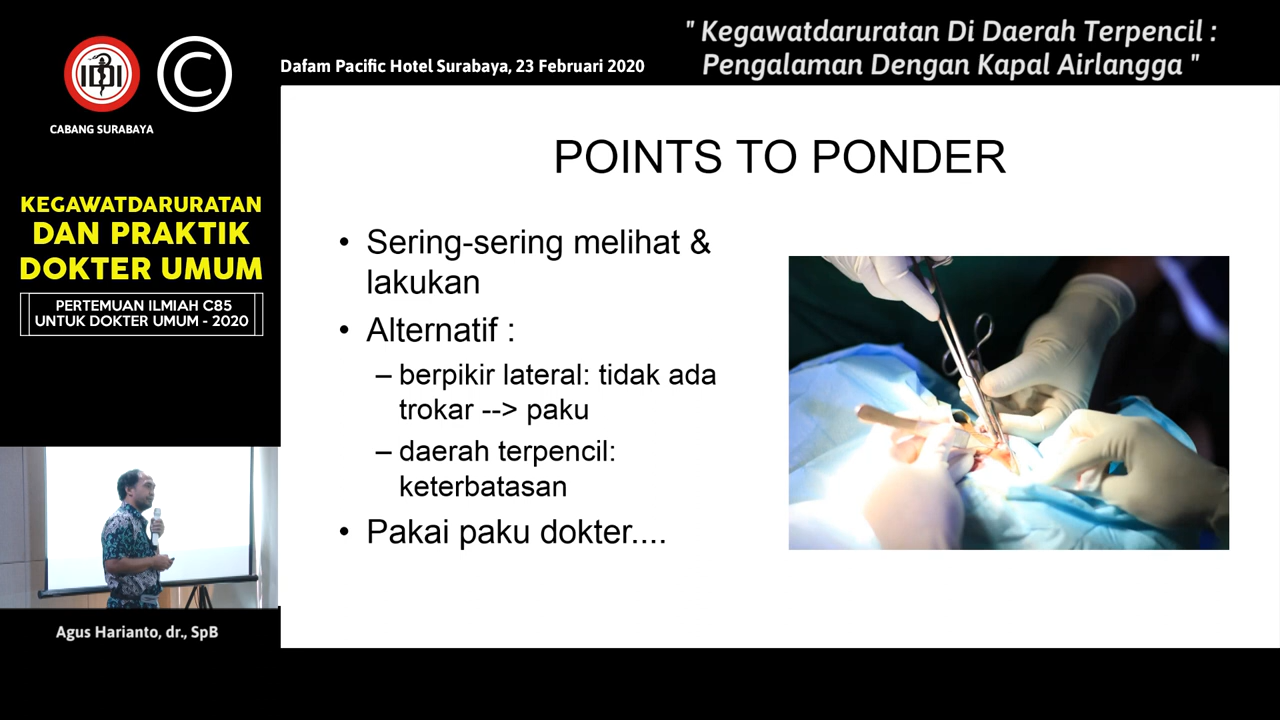 " Kegawatdaruratan Di Daerah Terpencil :
Pengalaman Dengan Kapal Airlangga "
Dafam Pacific Hotel Surabaya, 23 Februari 2020
IDI
C
CABANG SURABAYA
KEGAWATDARURATAN
DAN PRAKTIK
DOKTER UMUM
PERTEMUAN ILMIAH C85
UNTUK DOKTER UMUM - 2020
POINTS TO PONDER
• Sering-sering melihat &
lakukan
• Alternatif :
– berpikir lateral: tidak ada
trokar --> paku
– daerah terpencil:
keterbatasan
• Pakai paku dokter....
Agus Harianto, dr., SpB